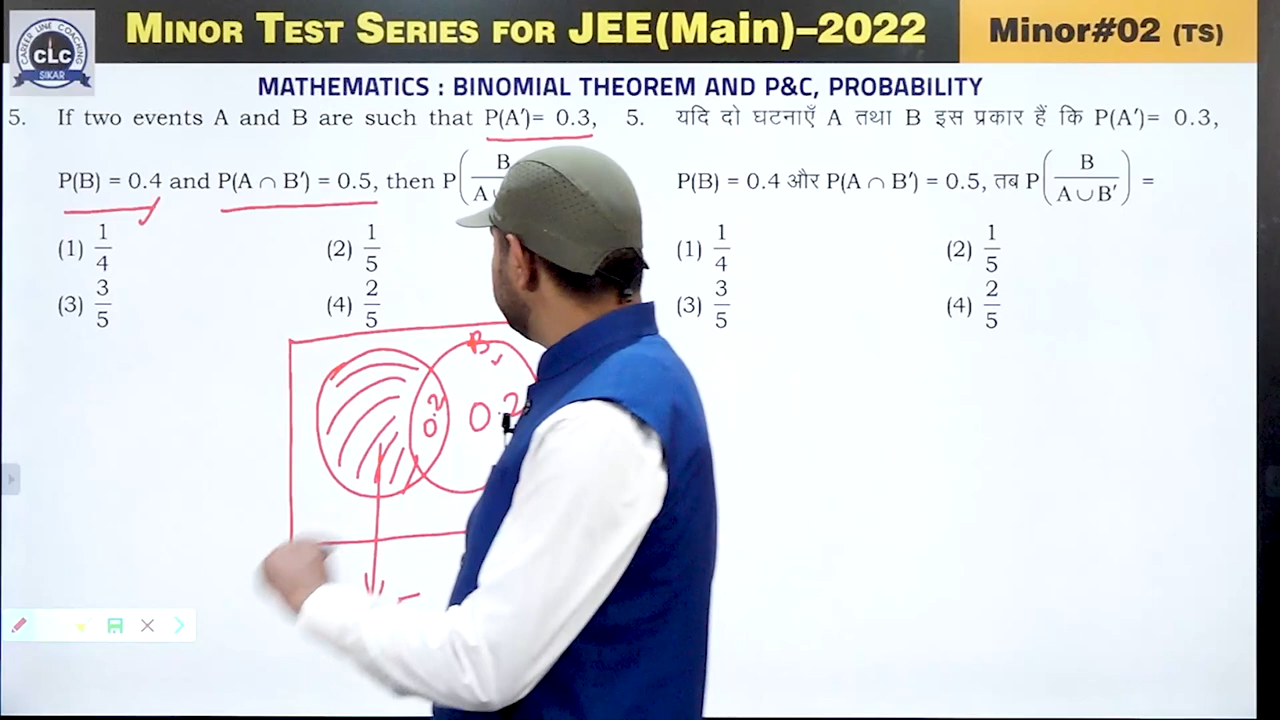 CAREER LINE COACHING
CLC
SIKAR
MINOR TEST SERIES FOR JEE(Main)–2022
Minor#02 (TS)
MATHEMATICS : BINOMIAL THEOREM AND P&C, PROBABILITY
5. If two events A and B are such that P(A′)= 0.3,
P(B) = 0.4 and P(A ∩ B′) = 0.5, then P(B/A
(1) 1/4 (2) 1/5
(3) 3/5 (4) 2/5
5. यदि दो घटनाएँ A तथा B इस प्रकार हैं कि P(A′)= 0.3,
P(B) = 0.4 और P(A ∩ B′) = 0.5, तब P(B/A∪B′) =
(1) 1/4 (2) 1/5
(3) 3/5 (4) 2/5
B
0.2
0.2